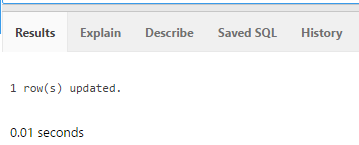 Results Explain Describe Saved SQL History
1 row(s) updated.
0.01 seconds